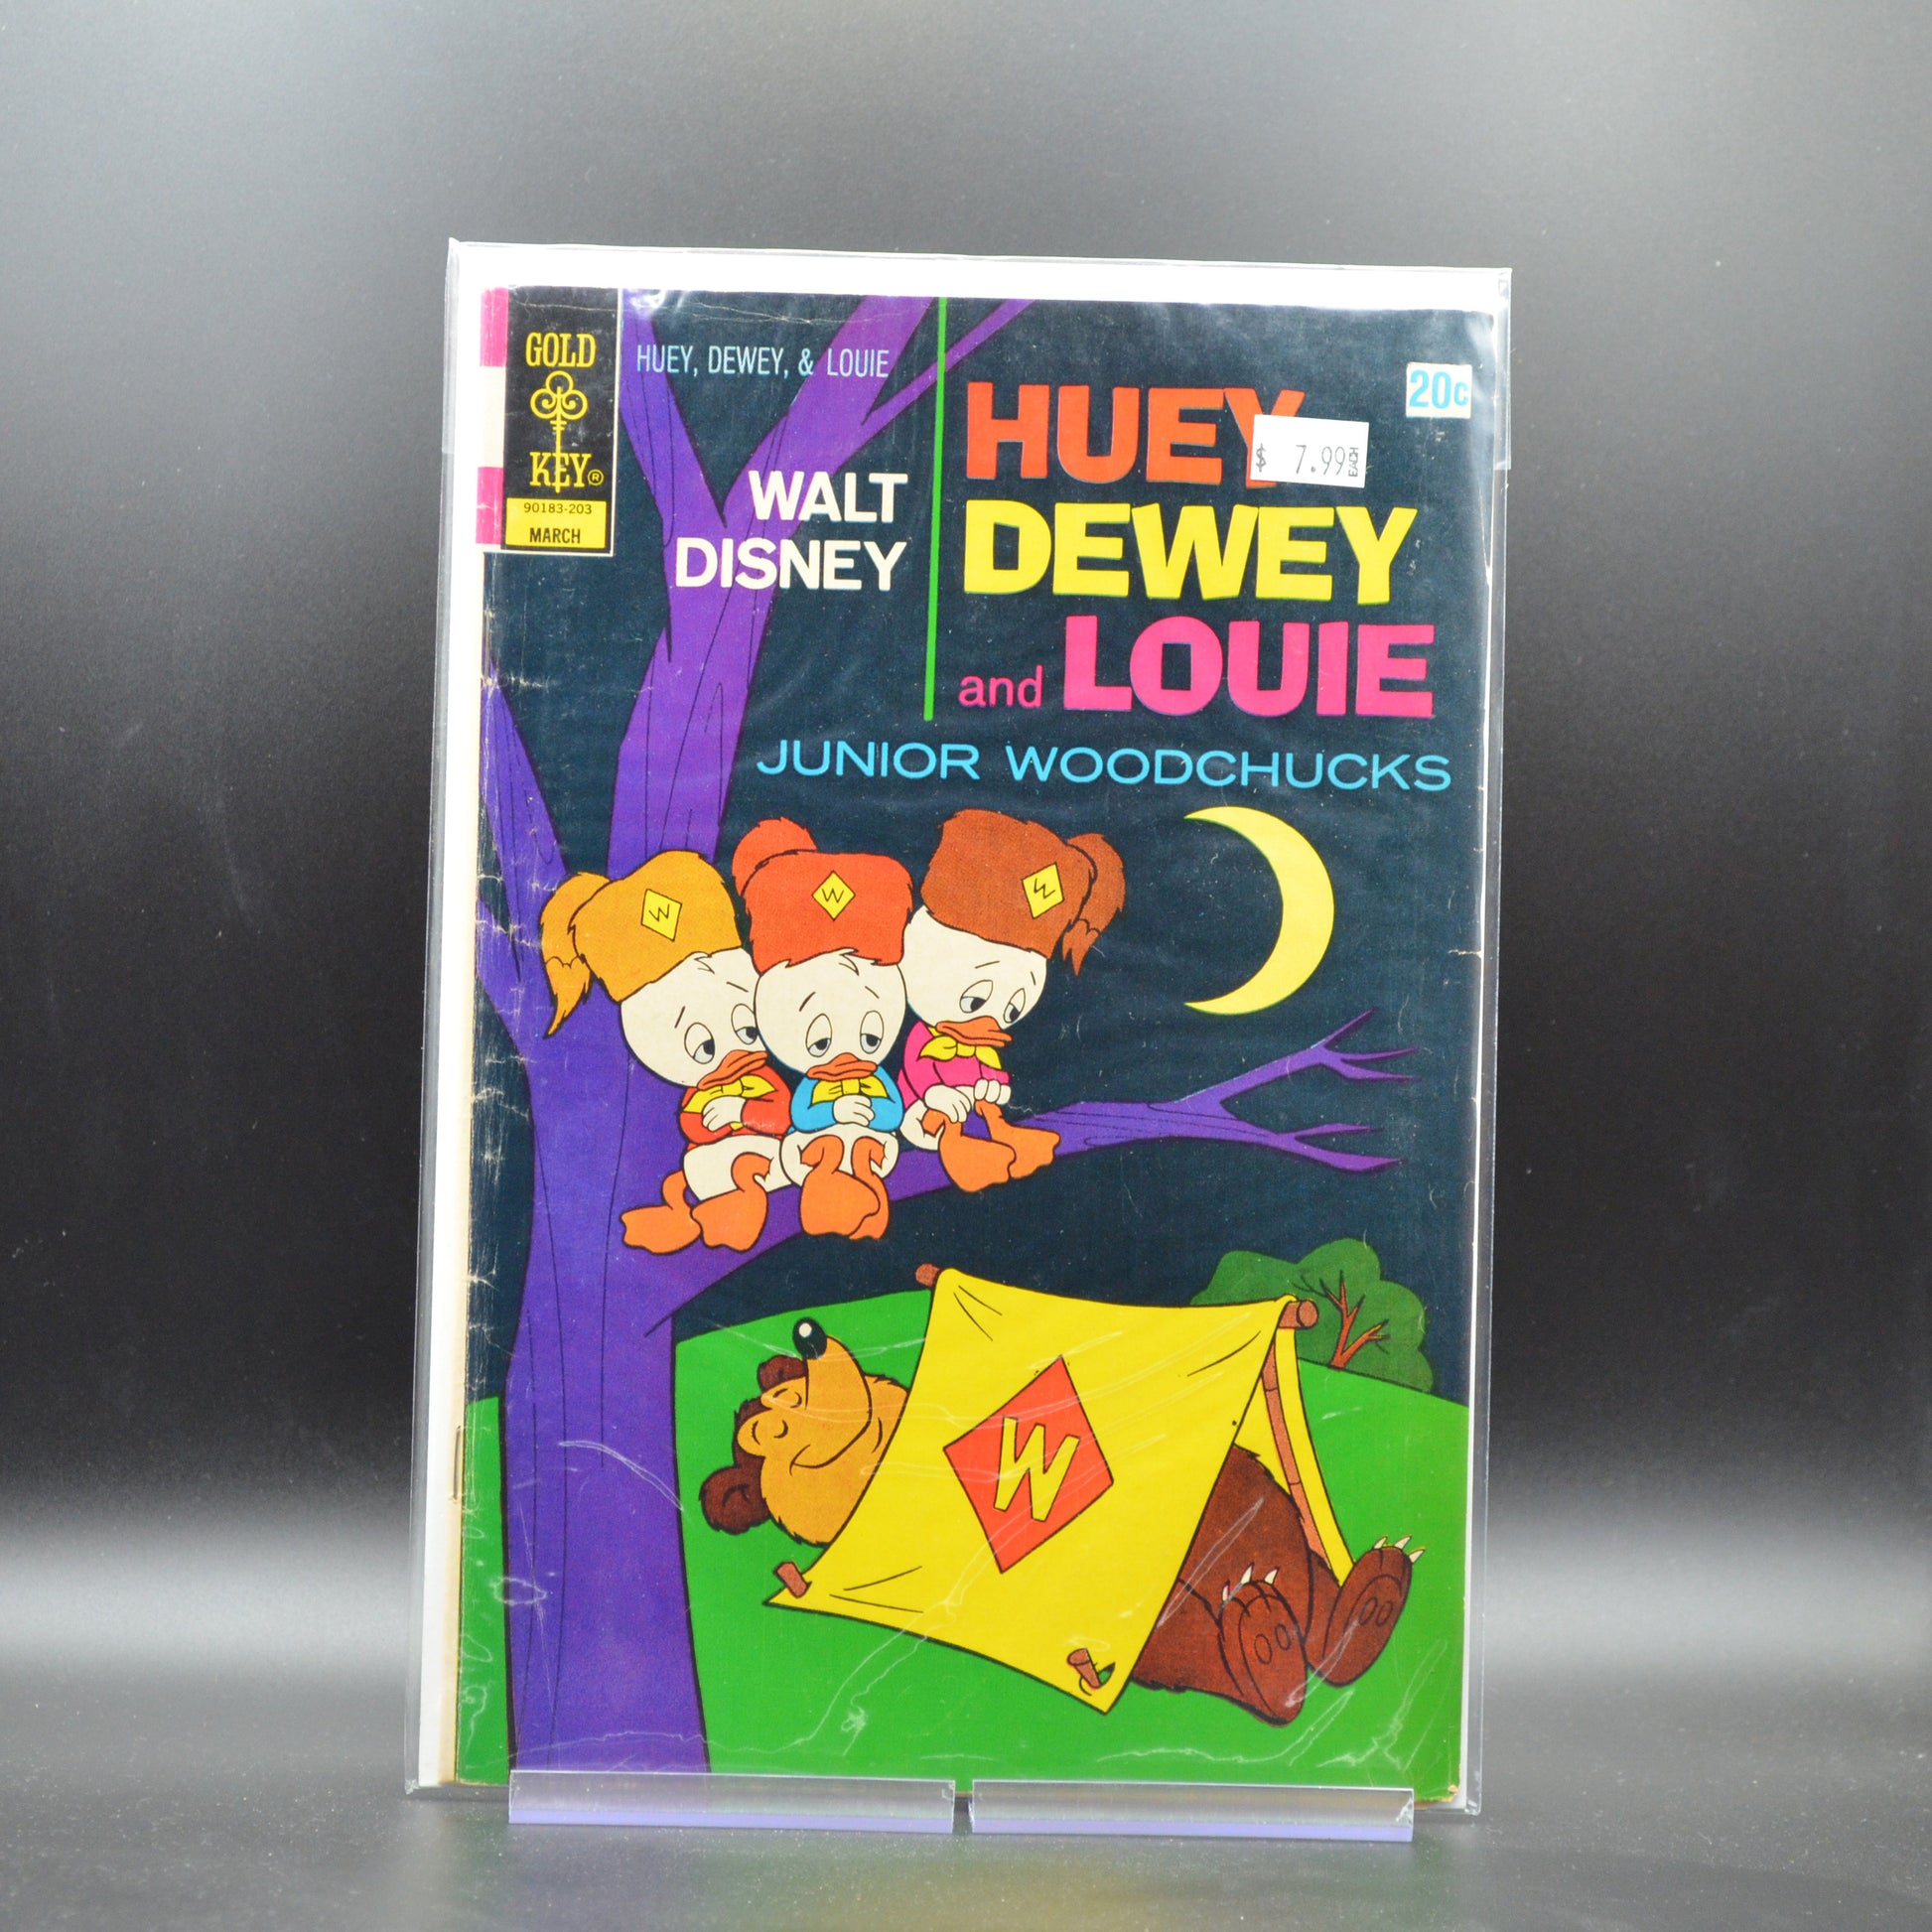 GOLD
KEY®
90183-203
MARCH
HUEY, DEWEY, & LOUIE
WALT
DISNEY
20c
HUEY
$ 7.99 EACH
DEWEY
and LOUIE
JUNIOR WOODCHUCKS
W
W
W
W